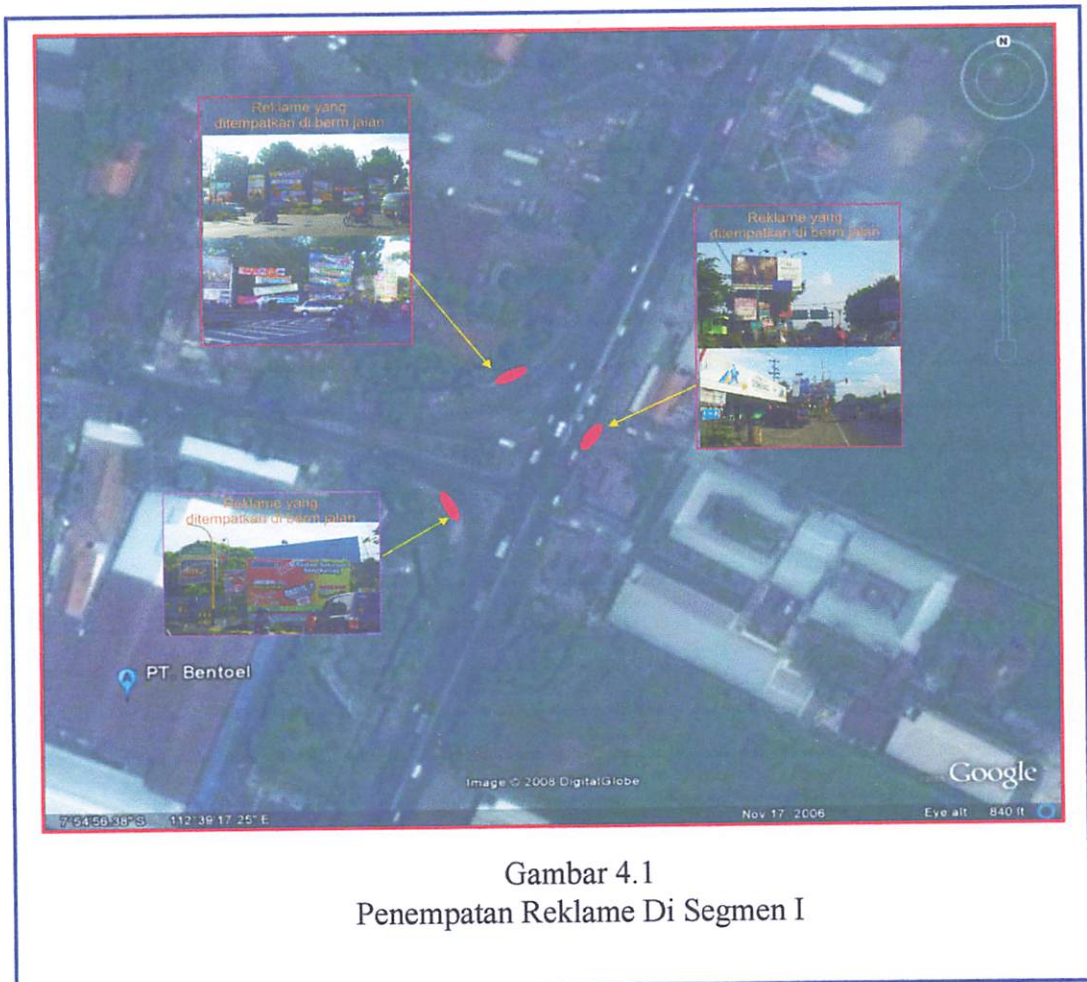 N
Reklame yang
ditempatkan di berm jalan
Reklame yang
ditempatkan di berm jalan
Reklame yang
ditempatkan di berm jalan
A
PT. Bentoel
Image © 2008 DigitalGlobe
Google
7°54'56.38" S 112°39'17.25" E
Nov 17, 2006
Eye alt 840 ft
Gambar 4.1
Penempatan Reklame Di Segmen I